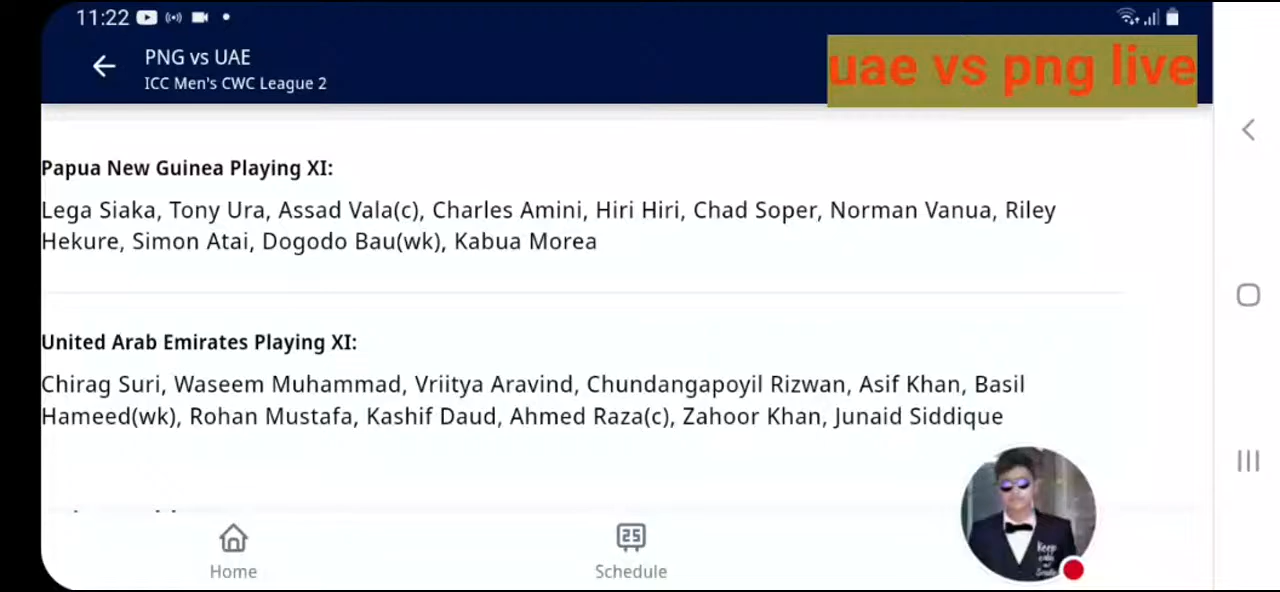 11:22
PNG vs UAE
ICC Men's CWC League 2
uae vs png live
Papua New Guinea Playing XI:
Lega Siaka, Tony Ura, Assad Vala(c), Charles Amini, Hiri Hiri, Chad Soper, Norman Vanua, Riley
Hekure, Simon Atai, Dogodo Bau(wk), Kabua Morea
United Arab Emirates Playing XI:
Chirag Suri, Waseem Muhammad, Vriitya Aravind, Chundangapoyil Rizwan, Asif Khan, Basil
Hameed(wk), Rohan Mustafa, Kashif Daud, Ahmed Raza(c), Zahoor Khan, Junaid Siddique
Keep
25
Home
Schedule